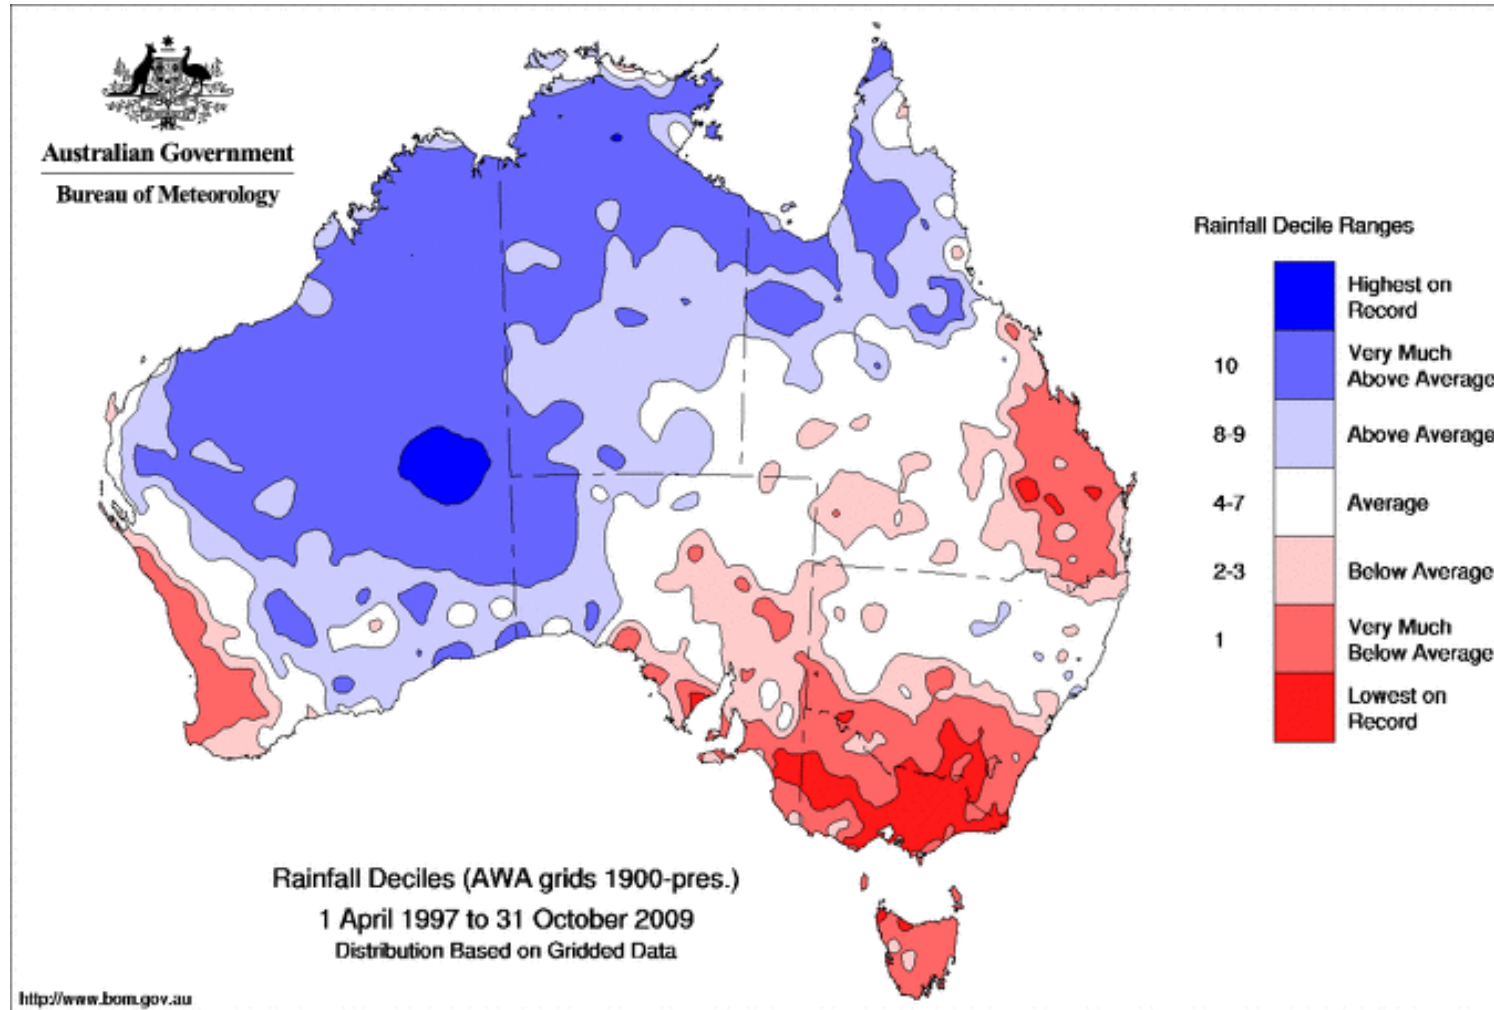 Australian Government
Bureau of Meteorology
Rainfall Decile Ranges
Highest on
Record
10
Very Much
Above Average
8-9
Above Average
4-7
Average
2-3
Below Average
1
Very Much
Below Average
Lowest on
Record
Rainfall Deciles (AWA grids 1900-pres.)
1 April 1997 to 31 October 2009
Distribution Based on Gridded Data
http://www.bom.gov.au